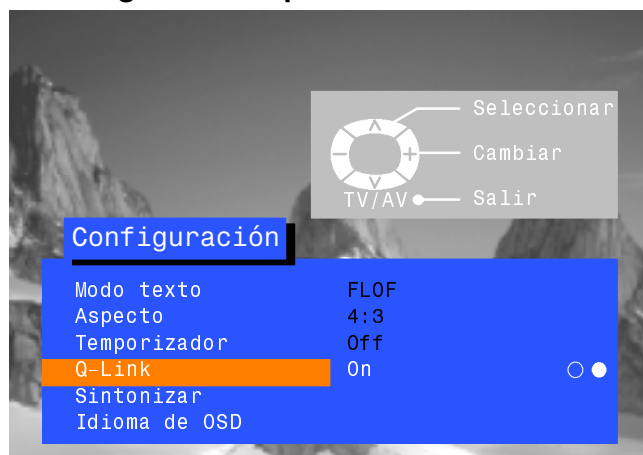 Seleccionar
Cambiar
TV/AV Salir
Configuración
Modo texto FLOF
Aspecto 4:3
Temporizador Off
Q-Link On
Sintonizar
Idioma de OSD